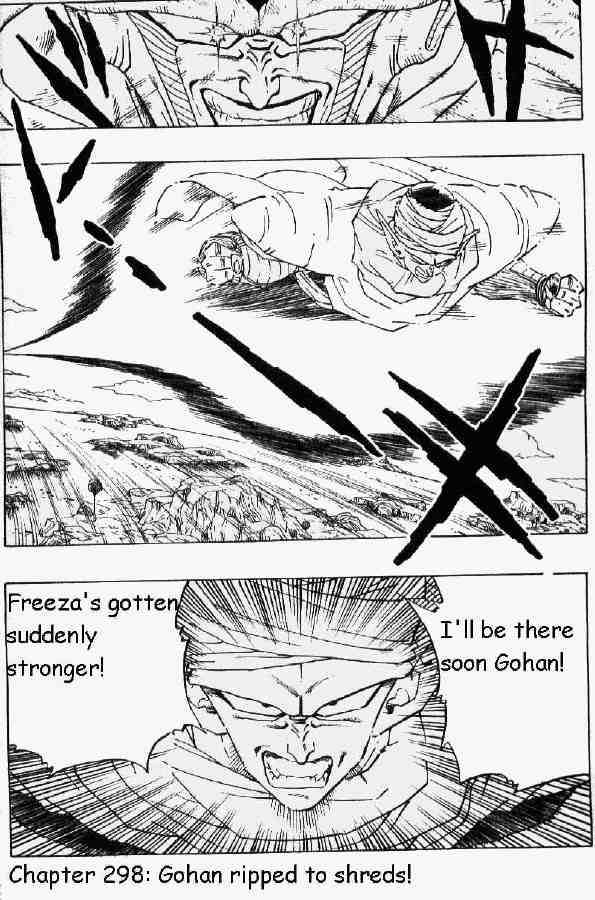 Freeza's gotten
suddenly
stronger!
I'll be there
soon Gohan!
Chapter 298: Gohan ripped to shreds!